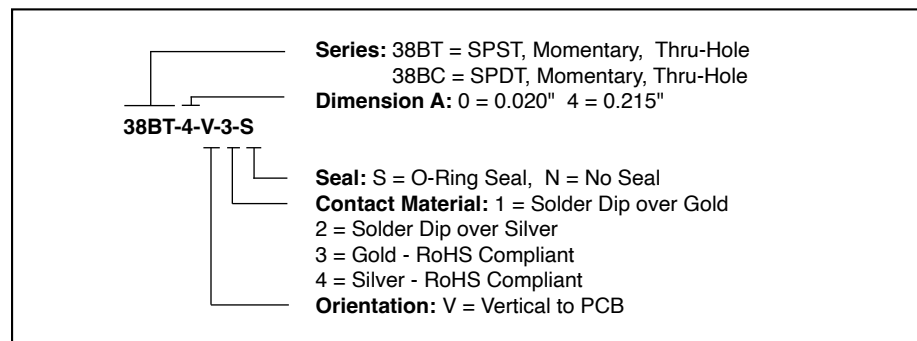 Series: 38BT = SPST, Momentary, Thru-Hole
38BC = SPDT, Momentary, Thru-Hole
Dimension A: 0 = 0.020" 4 = 0.215"
38BT-4-V-3-S
Seal: S = O-Ring Seal, N = No Seal
Contact Material: 1 = Solder Dip over Gold
2 = Solder Dip over Silver
3 = Gold - RoHS Compliant
4 = Silver - RoHS Compliant
Orientation: V = Vertical to PCB